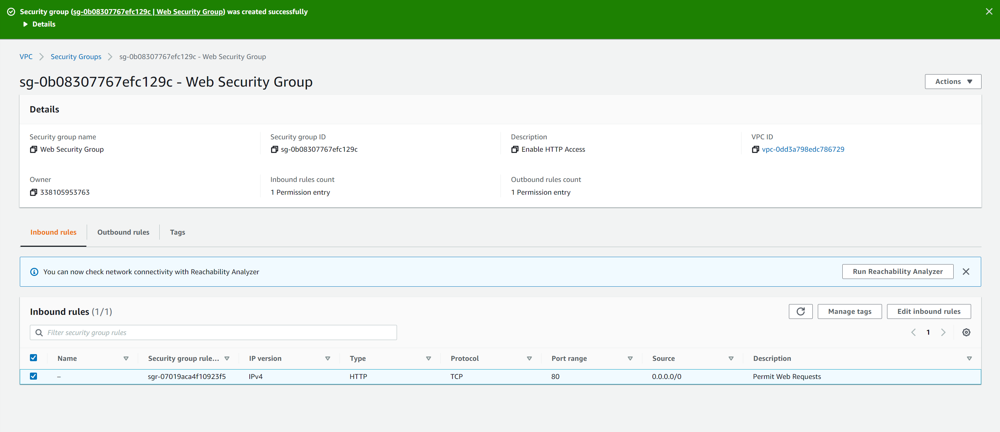 Security group (sg-0b08307767efc129c | Web Security Group) was created successfully
Details
VPC Security Groups sg-0b08307767efc129c - Web Security Group
sg-0b08307767efc129c - Web Security Group
Actions
Details
Security group name Security group ID Description VPC ID
Web Security Group sg-0b08307767efc129c Enable HTTP Access vpc-0dd3a798edc786729
Owner Inbound rules count Outbound rules count
338105953763 1 Permission entry 1 Permission entry
Inbound rules Outbound rules Tags
You can now check network connectivity with Reachability Analyzer Run Reachability Analyzer
Inbound rules (1/1) Manage tags Edit inbound rules
Filter security group rules 1
Name Security group rule... IP version Type Protocol Port range Source Description
– sgr-07019aca4f10923f5 IPv4 HTTP TCP 80 0.0.0.0/0 Permit Web Requests